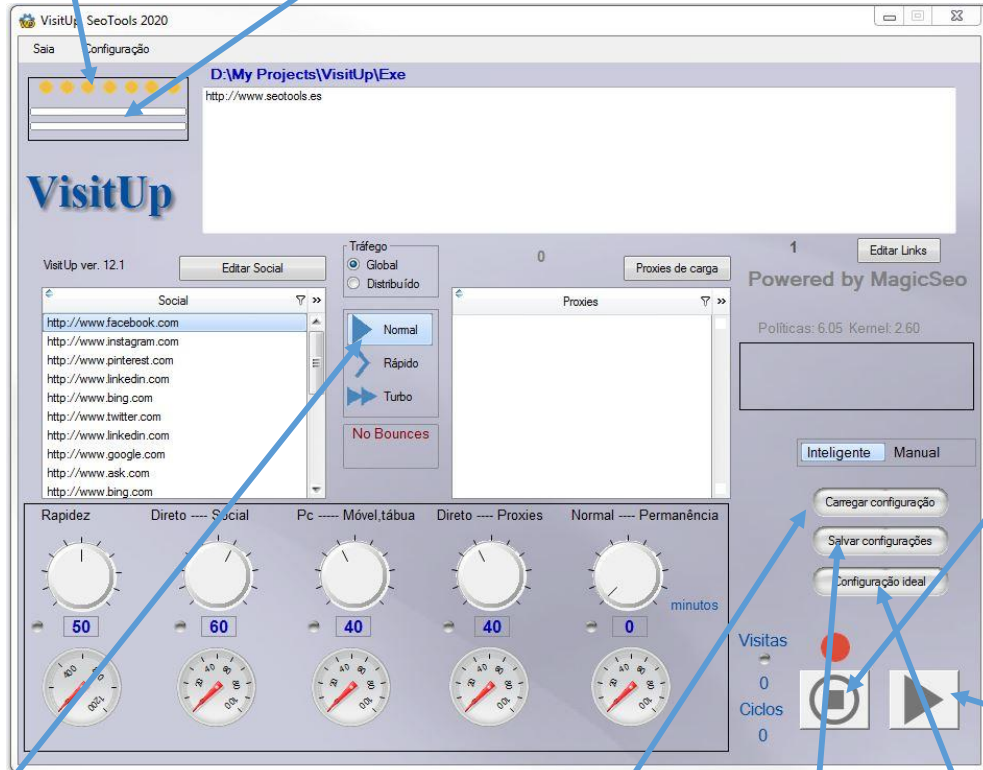 VisitUp SeoTools 2020
Saia Configuração
D:\My Projects\VisitUp\Exe
http://www.seotools.es
VisitUp
VisitUp ver. 12.1
Editar Social
Tráfego
Global
Distribuído
0
Proxies de carga
1
Editar Links
Powered by MagicSeo
Social
http://www.facebook.com
http://www.instagram.com
http://www.pinterest.com
http://www.linkedin.com
http://www.bing.com
http://www.twitter.com
http://www.linkedin.com
http://www.google.com
http://www.ask.com
http://www.bing.com
Normal
Rápido
Turbo
No Bounces
Proxies
Políticas: 6.05 Kernel: 2.60
Inteligente Manual
Carregar configuração
Salvar configurações
Configuração ideal
Rapidez Direto ---- Social Pc ----- Móvel,tábua Direto ---- Proxies Normal ---- Permanência
minutos
50 60 40 40 0
Visitas
0
Ciclos
0